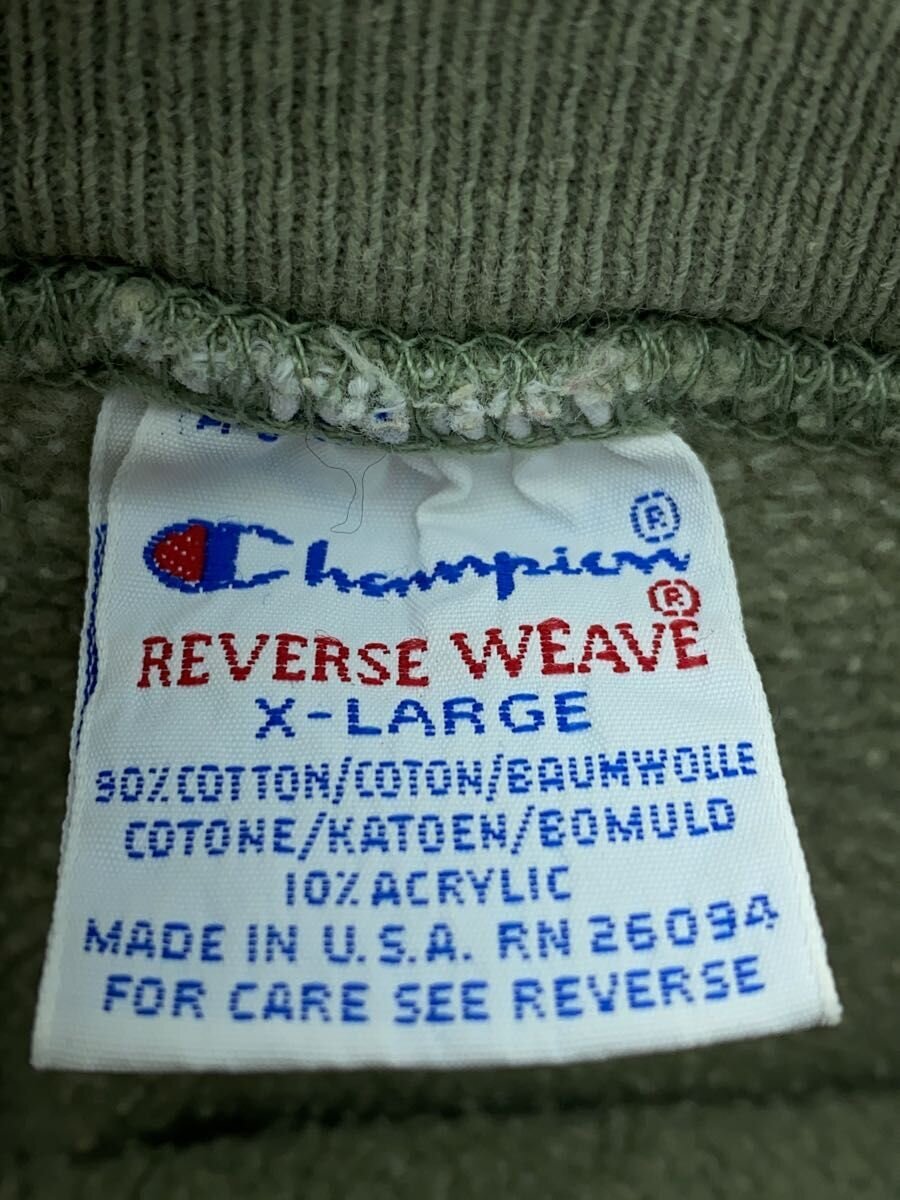 Champion®
REVERSE WEAVE®
X-LARGE
90%COTTON/COTON/BAUMWOLLE
COTONE/KATOEN/BOMULD
10%ACRYLIC
MADE IN U.S.A. RN 26094
FOR CARE SEE REVERSE